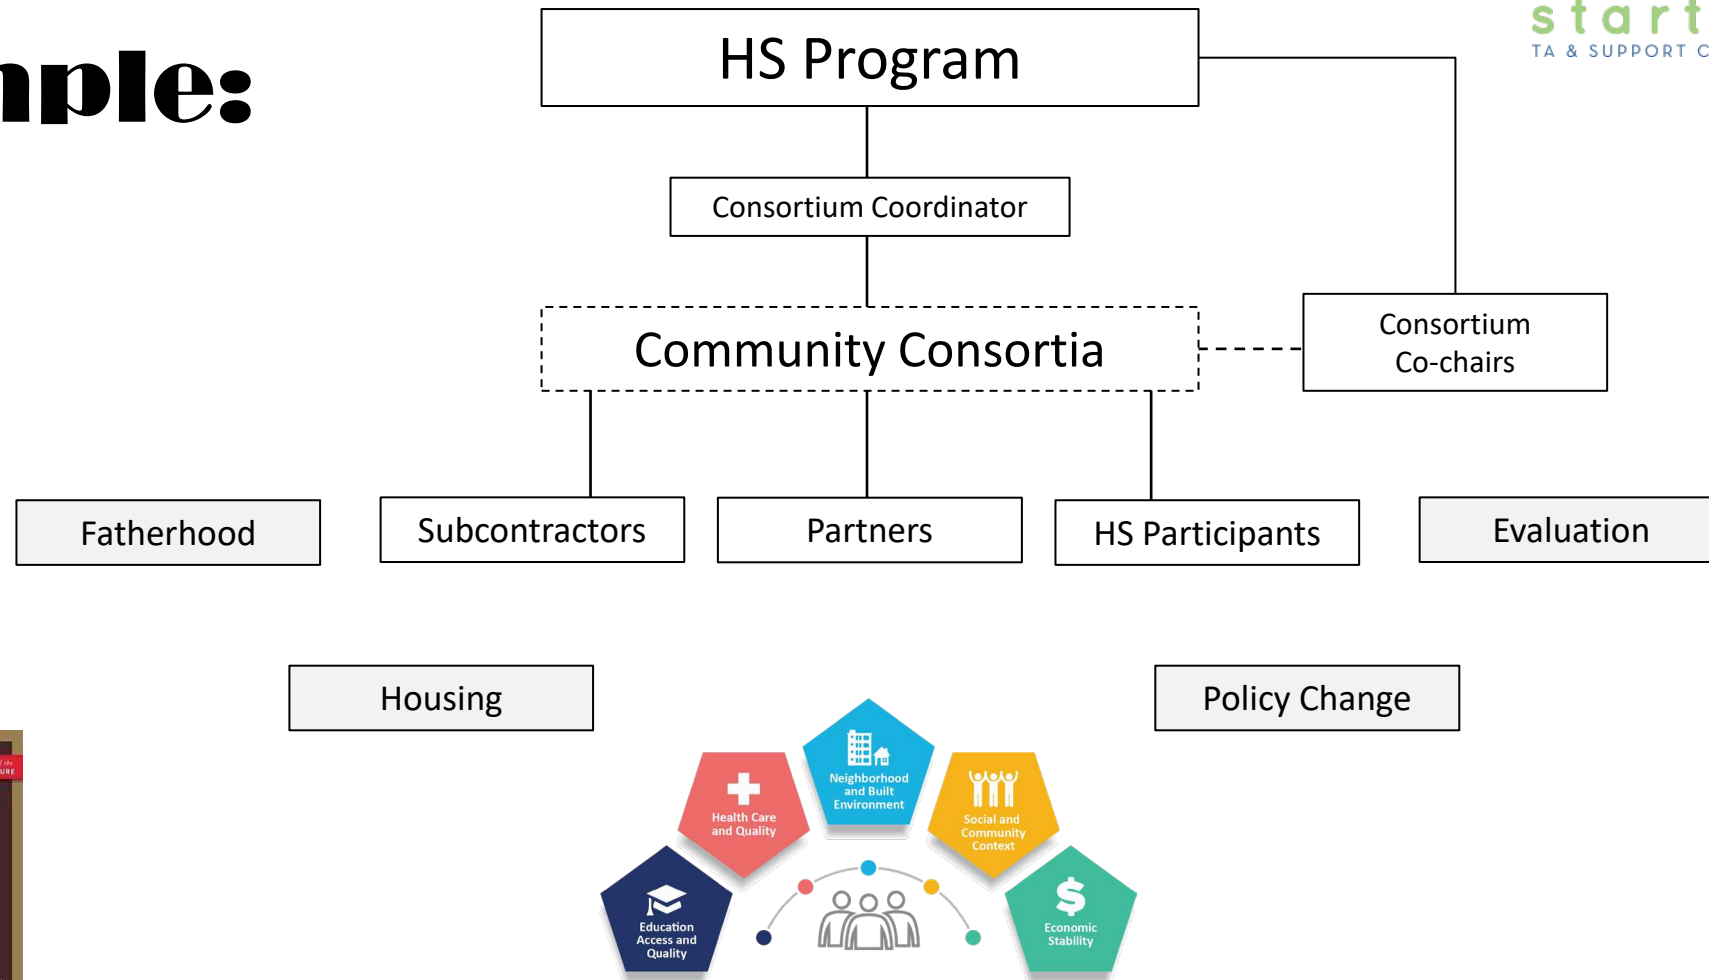 start
TA & SUPPORT C
mple:
HS Program
Consortium Coordinator
Community Consortia
Consortium
Co-chairs
Fatherhood
Subcontractors
Partners
HS Participants
Evaluation
Housing
Policy Change
Neighborhood
and Built
Environment
Health Care
and Quality
Social and
Community
Context
Education
Access and
Quality
Economic
Stability